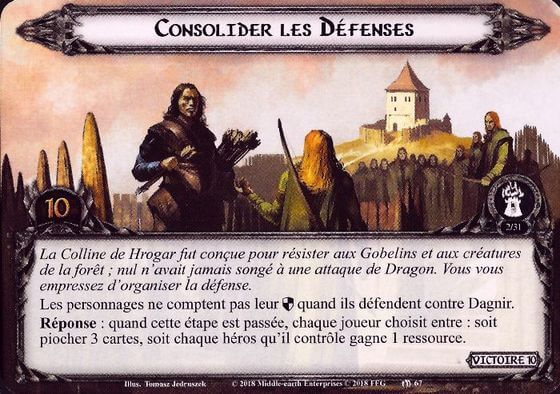 Consolider les Défenses
10
2/31
La Colline de Hrogar fut conçue pour résister aux Gobelins et aux créatures
de la forêt ; nul n'avait jamais songé à une attaque de Dragon. Vous vous
empressez d'organiser la défense.
Les personnages ne comptent pas leur quand ils défendent contre Dagnir.
Réponse : quand cette étape est passée, chaque joueur choisit entre : soit
piocher 3 cartes, soit chaque héros qu'il contrôle gagne 1 ressource.
VICTOIRE 10
Illus. Tomasz Jedruszek © 2018 Middle-earth Enterprises © 2018 FFG 67